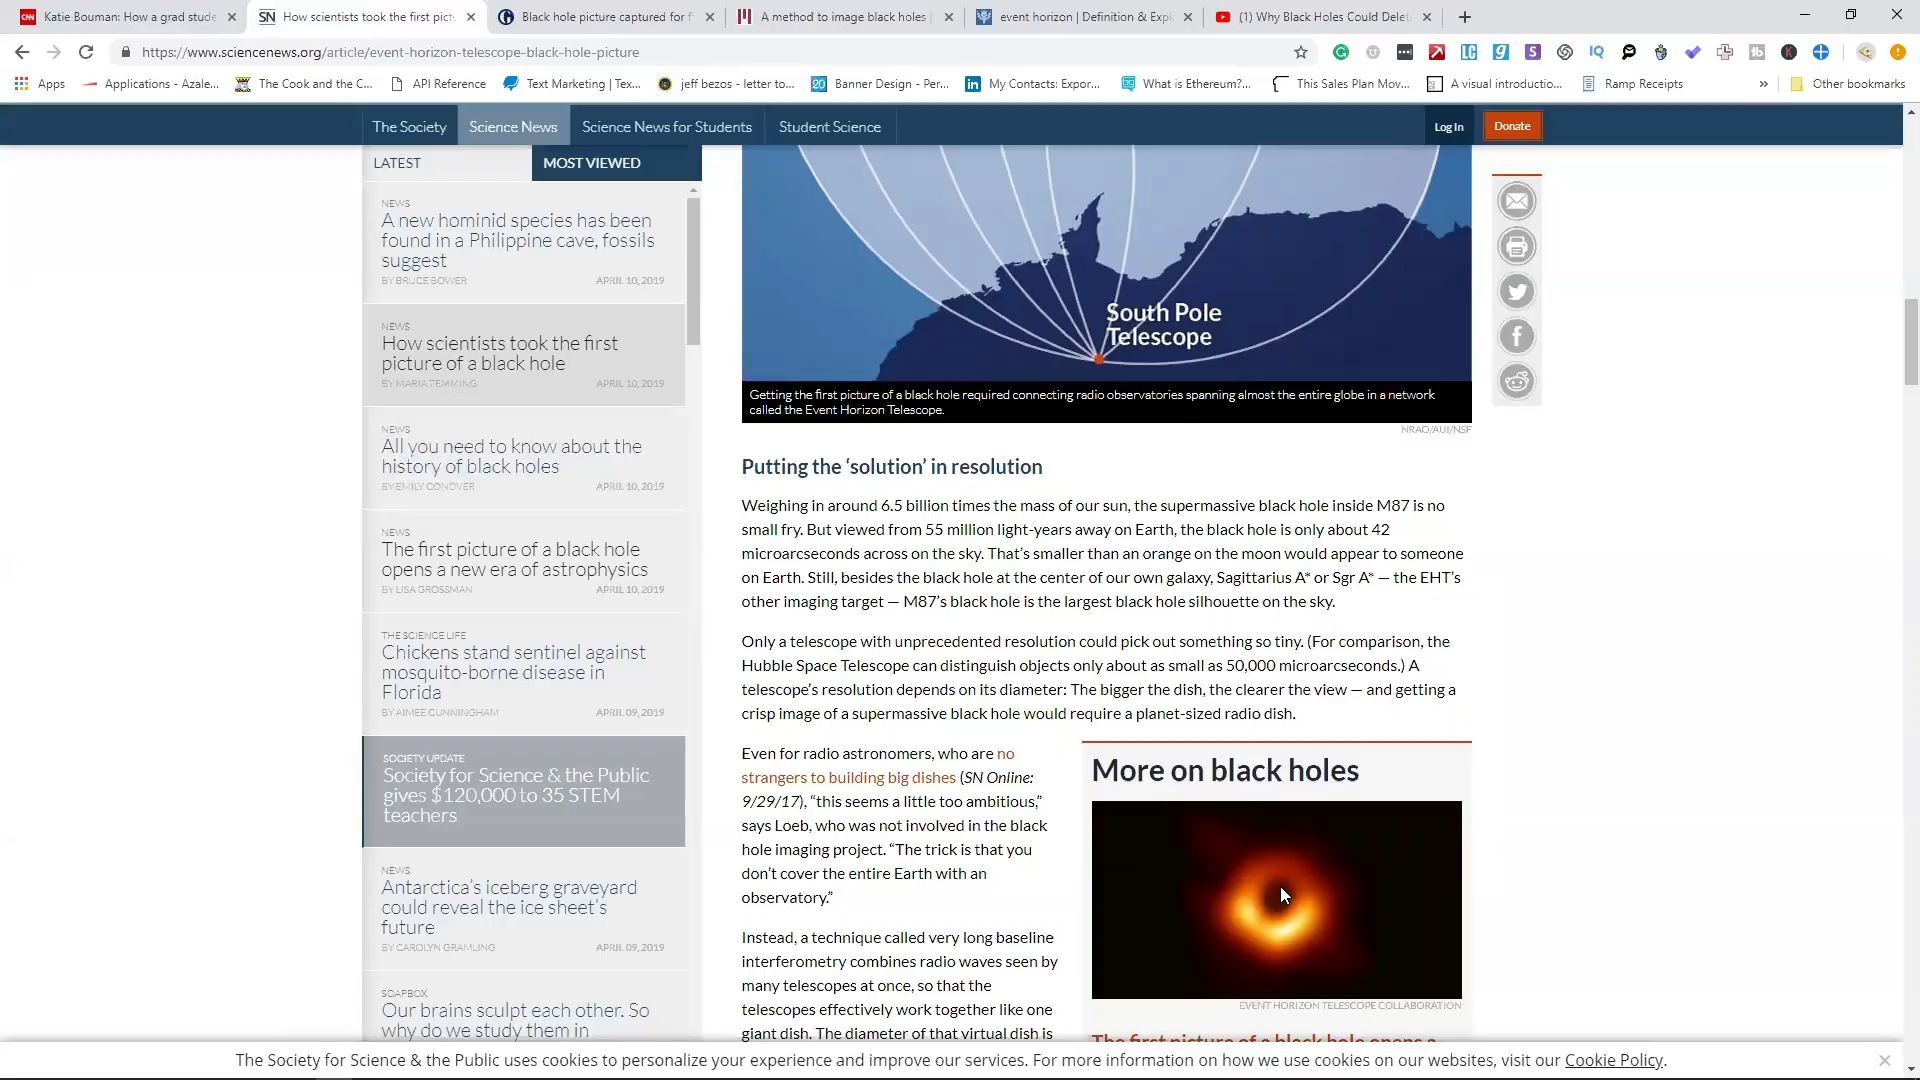 Katie Bouman: How a grad stude
SN How scientists took the first pict
Black hole picture captured for f
A method to image black holes
event horizon | Definition & Expl
(1) Why Black Holes Could Delet
https://www.sciencenews.org/article/event-horizon-telescope-black-hole-picture
Apps
Applications - Azale...
The Cook and the C...
API Reference
Text Marketing | Tex...
jeff bezos - letter to...
Banner Design - Per...
My Contacts: Expor...
What is Ethereum?...
This Sales Plan Mov...
A visual introductio...
Ramp Receipts
»
Other bookmarks
The Society
Science News
Science News for Students
Student Science
Log In
Donate
LATEST
MOST VIEWED
NEWS
A new hominid species has been
found in a Philippine cave, fossils
suggest
BY BRUCE BOWER APRIL 10, 2019
NEWS
How scientists took the first
picture of a black hole
BY MARIA TEMMING APRIL 10, 2019
NEWS
All you need to know about the
history of black holes
BY EMILY CONOVER APRIL 10, 2019
NEWS
The first picture of a black hole
opens a new era of astrophysics
BY LISA GROSSMAN APRIL 10, 2019
THE SCIENCE LIFE
Chickens stand sentinel against
mosquito-borne disease in
Florida
BY AIMEE CUNNINGHAM APRIL 09, 2019
SOCIETY UPDATE
Society for Science & the Public
gives $120,000 to 35 STEM
teachers
NEWS
Antarctica's iceberg graveyard
could reveal the ice sheet's
future
BY CAROLYN GRAMLING APRIL 09, 2019
SOAPBOX
Our brains sculpt each other. So
why do we study them in
South Pole
Telescope
Getting the first picture of a black hole required connecting radio observatories spanning almost the entire globe in a network
called the Event Horizon Telescope.
NRAO/AUI/NSF
Putting the ‘solution’ in resolution
Weighing in around 6.5 billion times the mass of our sun, the supermassive black hole inside M87 is no
small fry. But viewed from 55 million light-years away on Earth, the black hole is only about 42
microarcseconds across on the sky. That’s smaller than an orange on the moon would appear to someone
on Earth. Still, besides the black hole at the center of our own galaxy, Sagittarius A* or Sgr A* — the EHT’s
other imaging target — M87’s black hole is the largest black hole silhouette on the sky.
Only a telescope with unprecedented resolution could pick out something so tiny. (For comparison, the
Hubble Space Telescope can distinguish objects only about as small as 50,000 microarcseconds.) A
telescope’s resolution depends on its diameter: The bigger the dish, the clearer the view — and getting a
crisp image of a supermassive black hole would require a planet-sized radio dish.
Even for radio astronomers, who are no
strangers to building big dishes (SN Online:
9/29/17), “this seems a little too ambitious,”
says Loeb, who was not involved in the black
hole imaging project. “The trick is that you
don’t cover the entire Earth with an
observatory.”
Instead, a technique called very long baseline
interferometry combines radio waves seen by
many telescopes at once, so that the
telescopes effectively work together like one
giant dish. The diameter of that virtual dish is
More on black holes
EVENT HORIZON TELESCOPE COLLABORATION
The first picture of a black hole opens a
The Society for Science & the Public uses cookies to personalize your experience and improve our services. For more information on how we use cookies on our websites, visit our Cookie Policy.